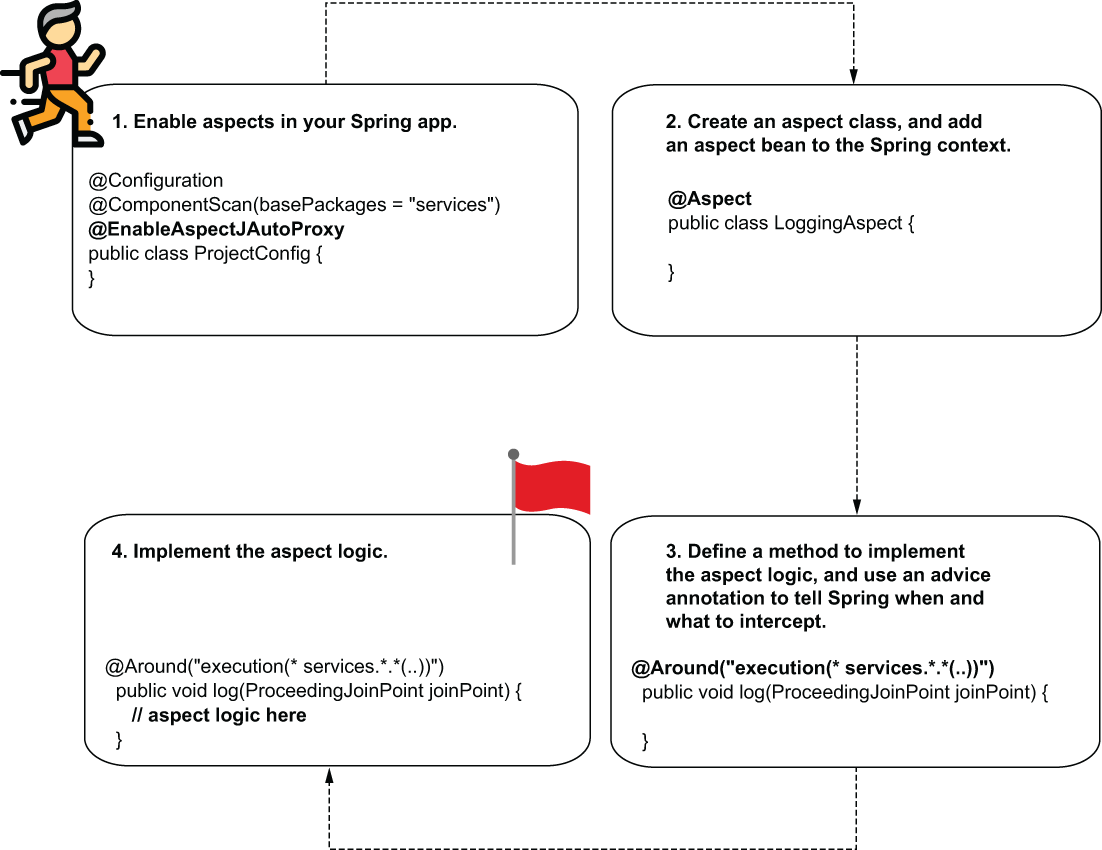 1. Enable aspects in your Spring app.
@Configuration
@ComponentScan(basePackages = "services")
@EnableAspectJAutoProxy
public class ProjectConfig {
}
2. Create an aspect class, and add
an aspect bean to the Spring context.
@Aspect
public class LoggingAspect {
}
3. Define a method to implement
the aspect logic, and use an advice
annotation to tell Spring when and
what to intercept.
@Around("execution(* services.*.*(..))")
public void log(ProceedingJoinPoint joinPoint) {
}
4. Implement the aspect logic.
@Around("execution(* services.*.*(..))")
public void log(ProceedingJoinPoint joinPoint) {
// aspect logic here
}